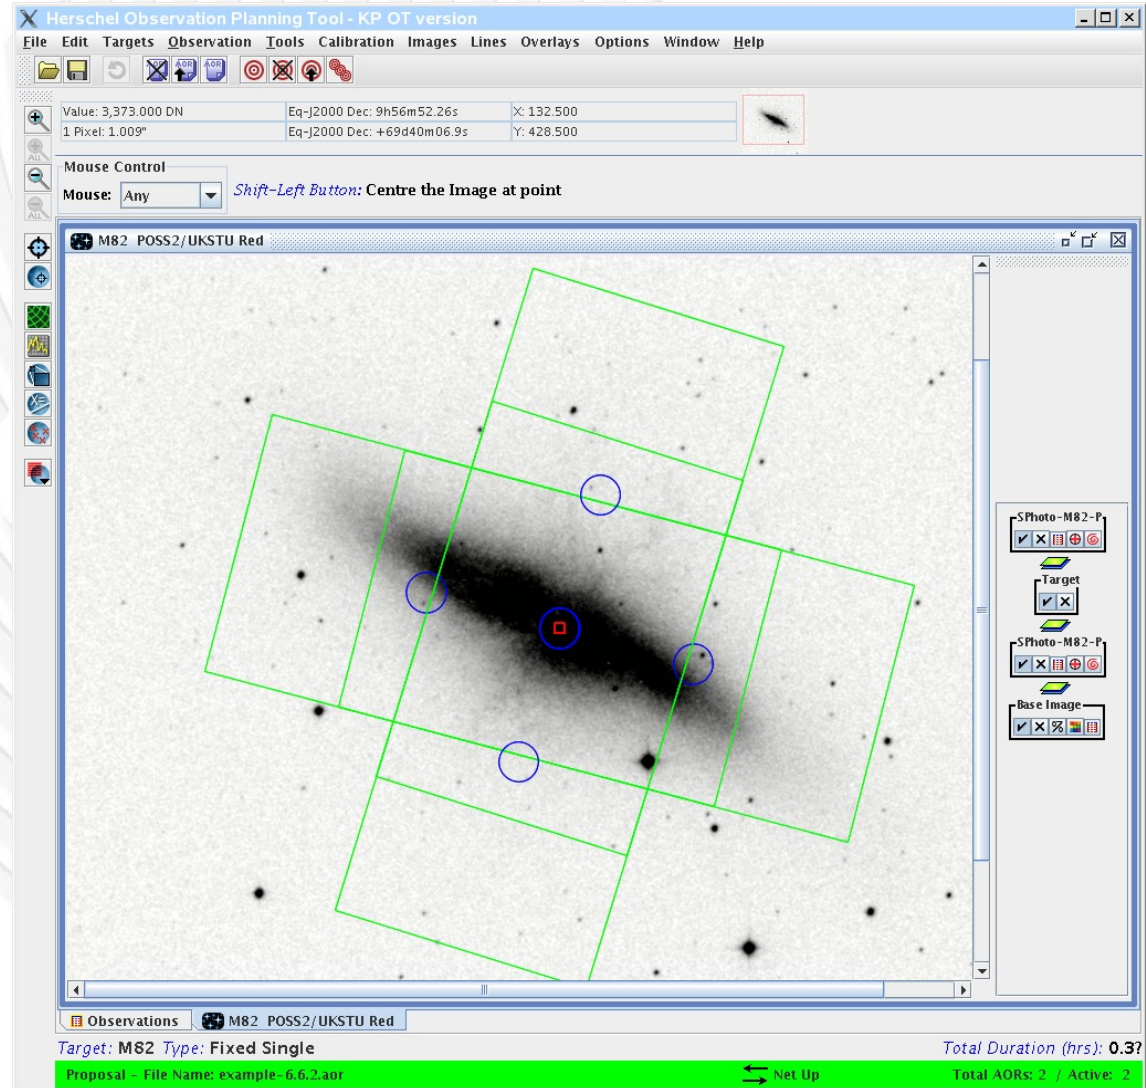 Herschel Observation Planning Tool - KP OT version
File Edit Targets Observation Tools Calibration Images Lines Overlays Options Window Help
Value: 3,373.000 DN Eq-J2000 Dec: 9h56m52.26s X: 132.500
1 Pixel: 1.009" Eq-J2000 Dec: +69d40m06.9s Y: 428.500
Mouse Control
Mouse: Any Shift-Left Button: Centre the Image at point
ALL
ALL
M82 POSS2/UKSTU Red
SPhoto-M82-P
Target
SPhoto-M82-P
Base Image
Observations M82 POSS2/UKSTU Red
Target: M82 Type: Fixed Single Total Duration (hrs): 0.3?
Proposal - File Name: example-6.6.2.aor Net Up Total AORs: 2 / Active: 2